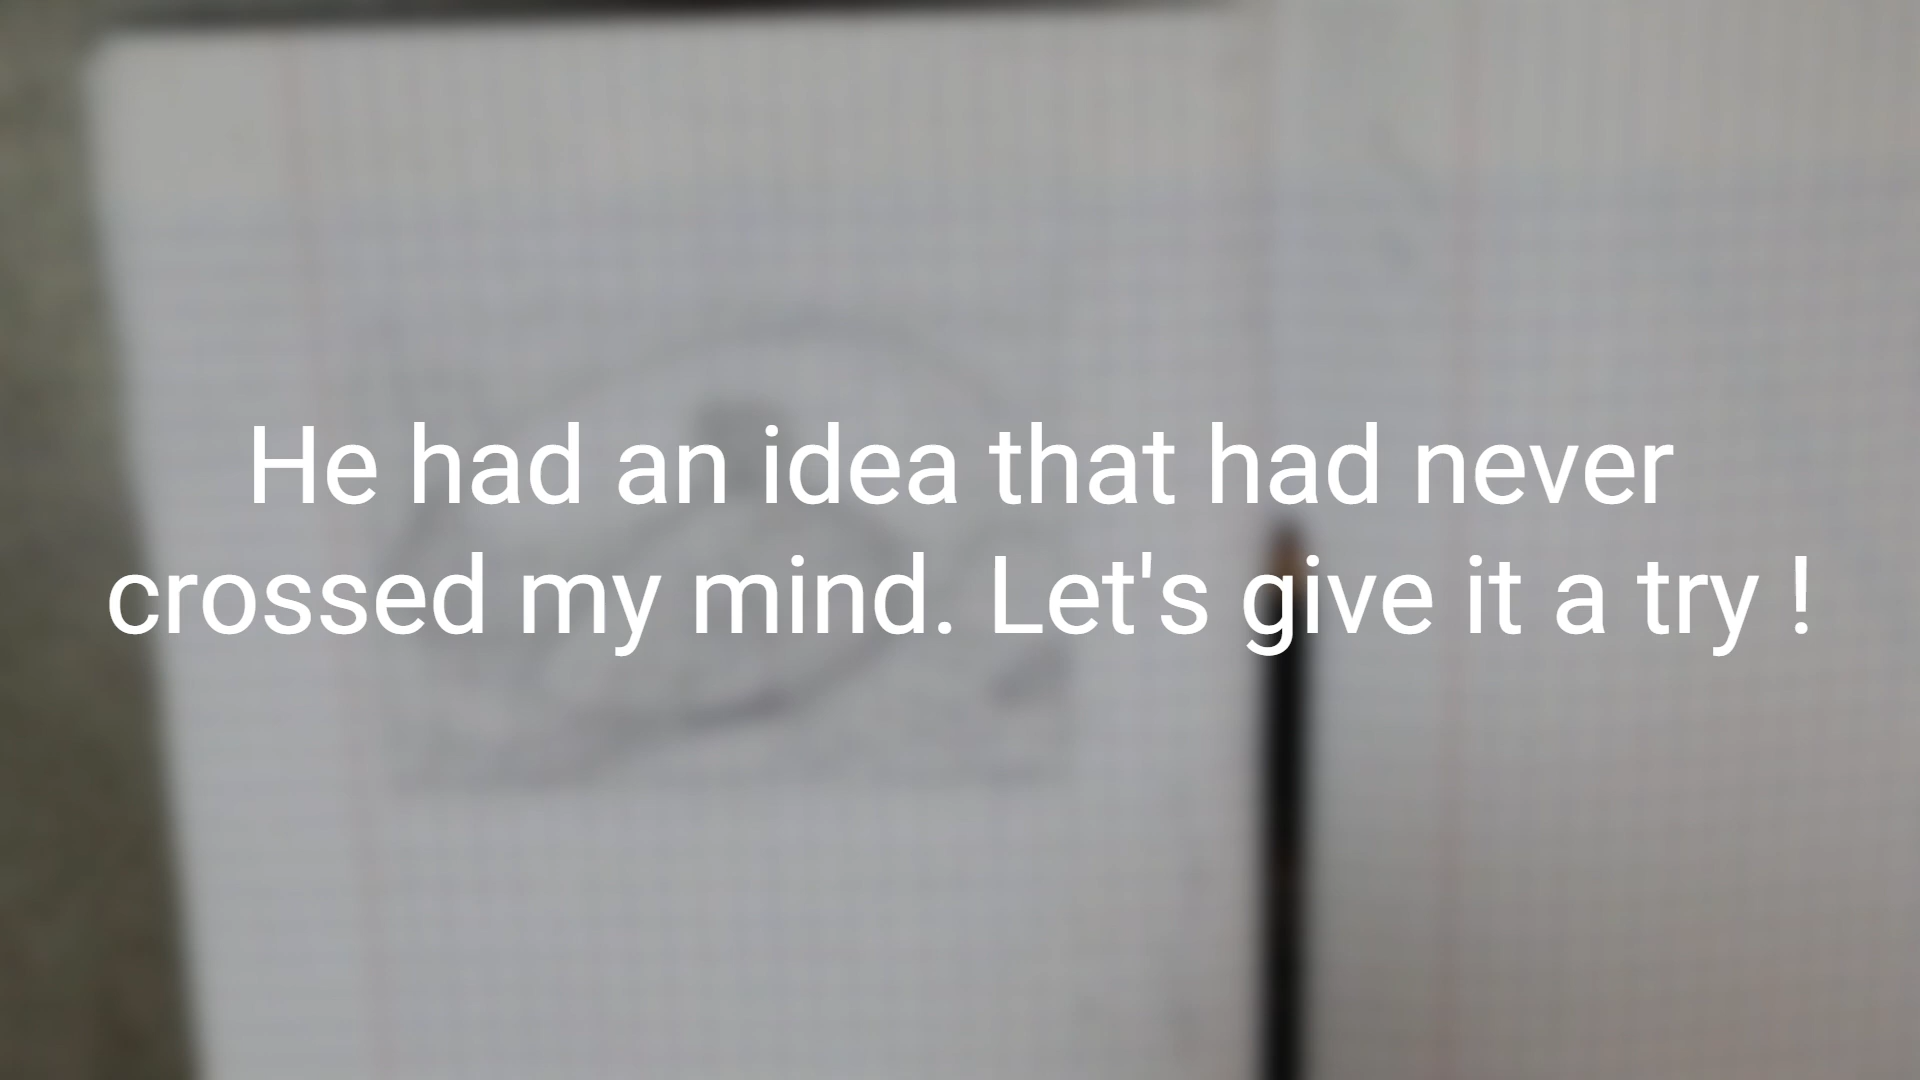 He had an idea that had never
crossed my mind. Let's give it a try !